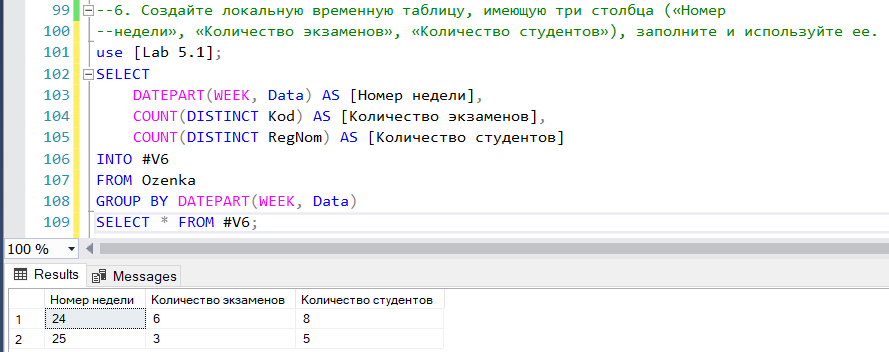 99 --6. Создайте локальную временную таблицу, имеющую три столбца («Номер
100 --недели», «Количество экзаменов», «Количество студентов»), заполните и используйте ее.
101 use [Lab 5.1];
102 SELECT
103 DATEPART(WEEK, Data) AS [Номер недели],
104 COUNT(DISTINCT Kod) AS [Количество экзаменов],
105 COUNT(DISTINCT RegNom) AS [Количество студентов]
106 INTO #V6
107 FROM Ozenka
108 GROUP BY DATEPART(WEEK, Data)
109 SELECT * FROM #V6;
100 %
Results Messages
Номер недели Количество экзаменов Количество студентов
1 24 6 8
2 25 3 5